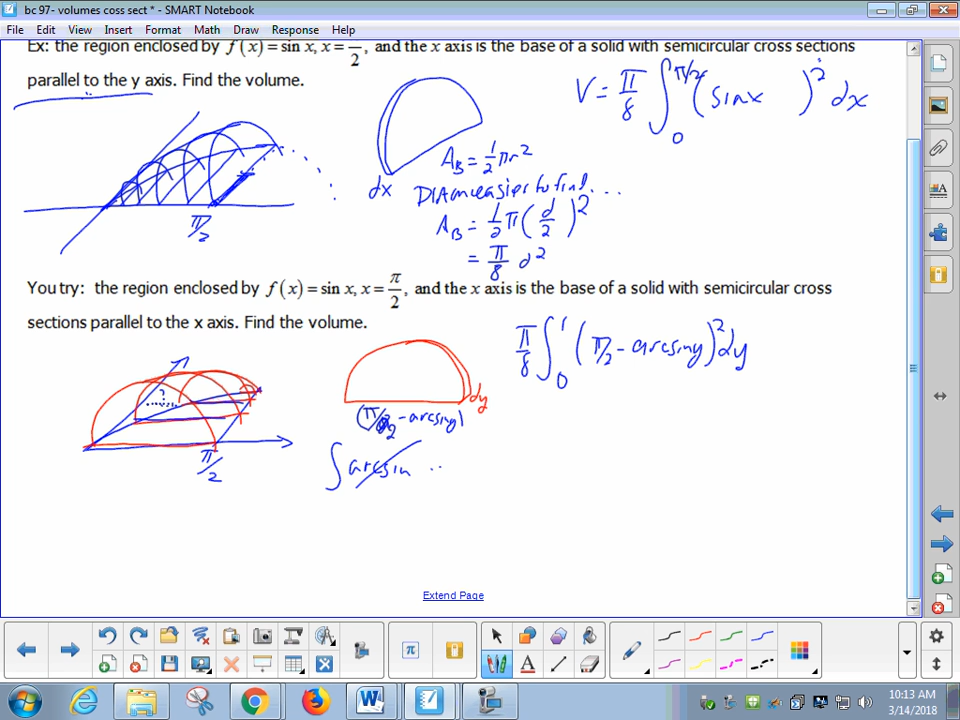 bc 97- volumes coss sect * - SMART Notebook
File Edit View Insert Format Math Draw Response Help
Ex: the region enclosed by f(x) = sin x, x = —/2, and the x axis is the base of a solid with semicircular cross sections
parallel to the y axis. Find the volume.
V = π/8 ∫₀^π/2 (sinx )² dx
A_B = 1/2 πr²
dx DIAm easier to find. ...
A_B = 1/2 π (d/2)²
= π/8 d²
π/2
You try: the region enclosed by f(x) = sin x, x = π/2, and the x axis is the base of a solid with semicircular cross
sections parallel to the x axis. Find the volume.
π/8 ∫₀¹ (π/2 - arcsiny)² dy
?
dy
(π/2 - arcsiny)
π/2
∫ arcsin ..
Extend Page
10:13 AM
3/14/2018